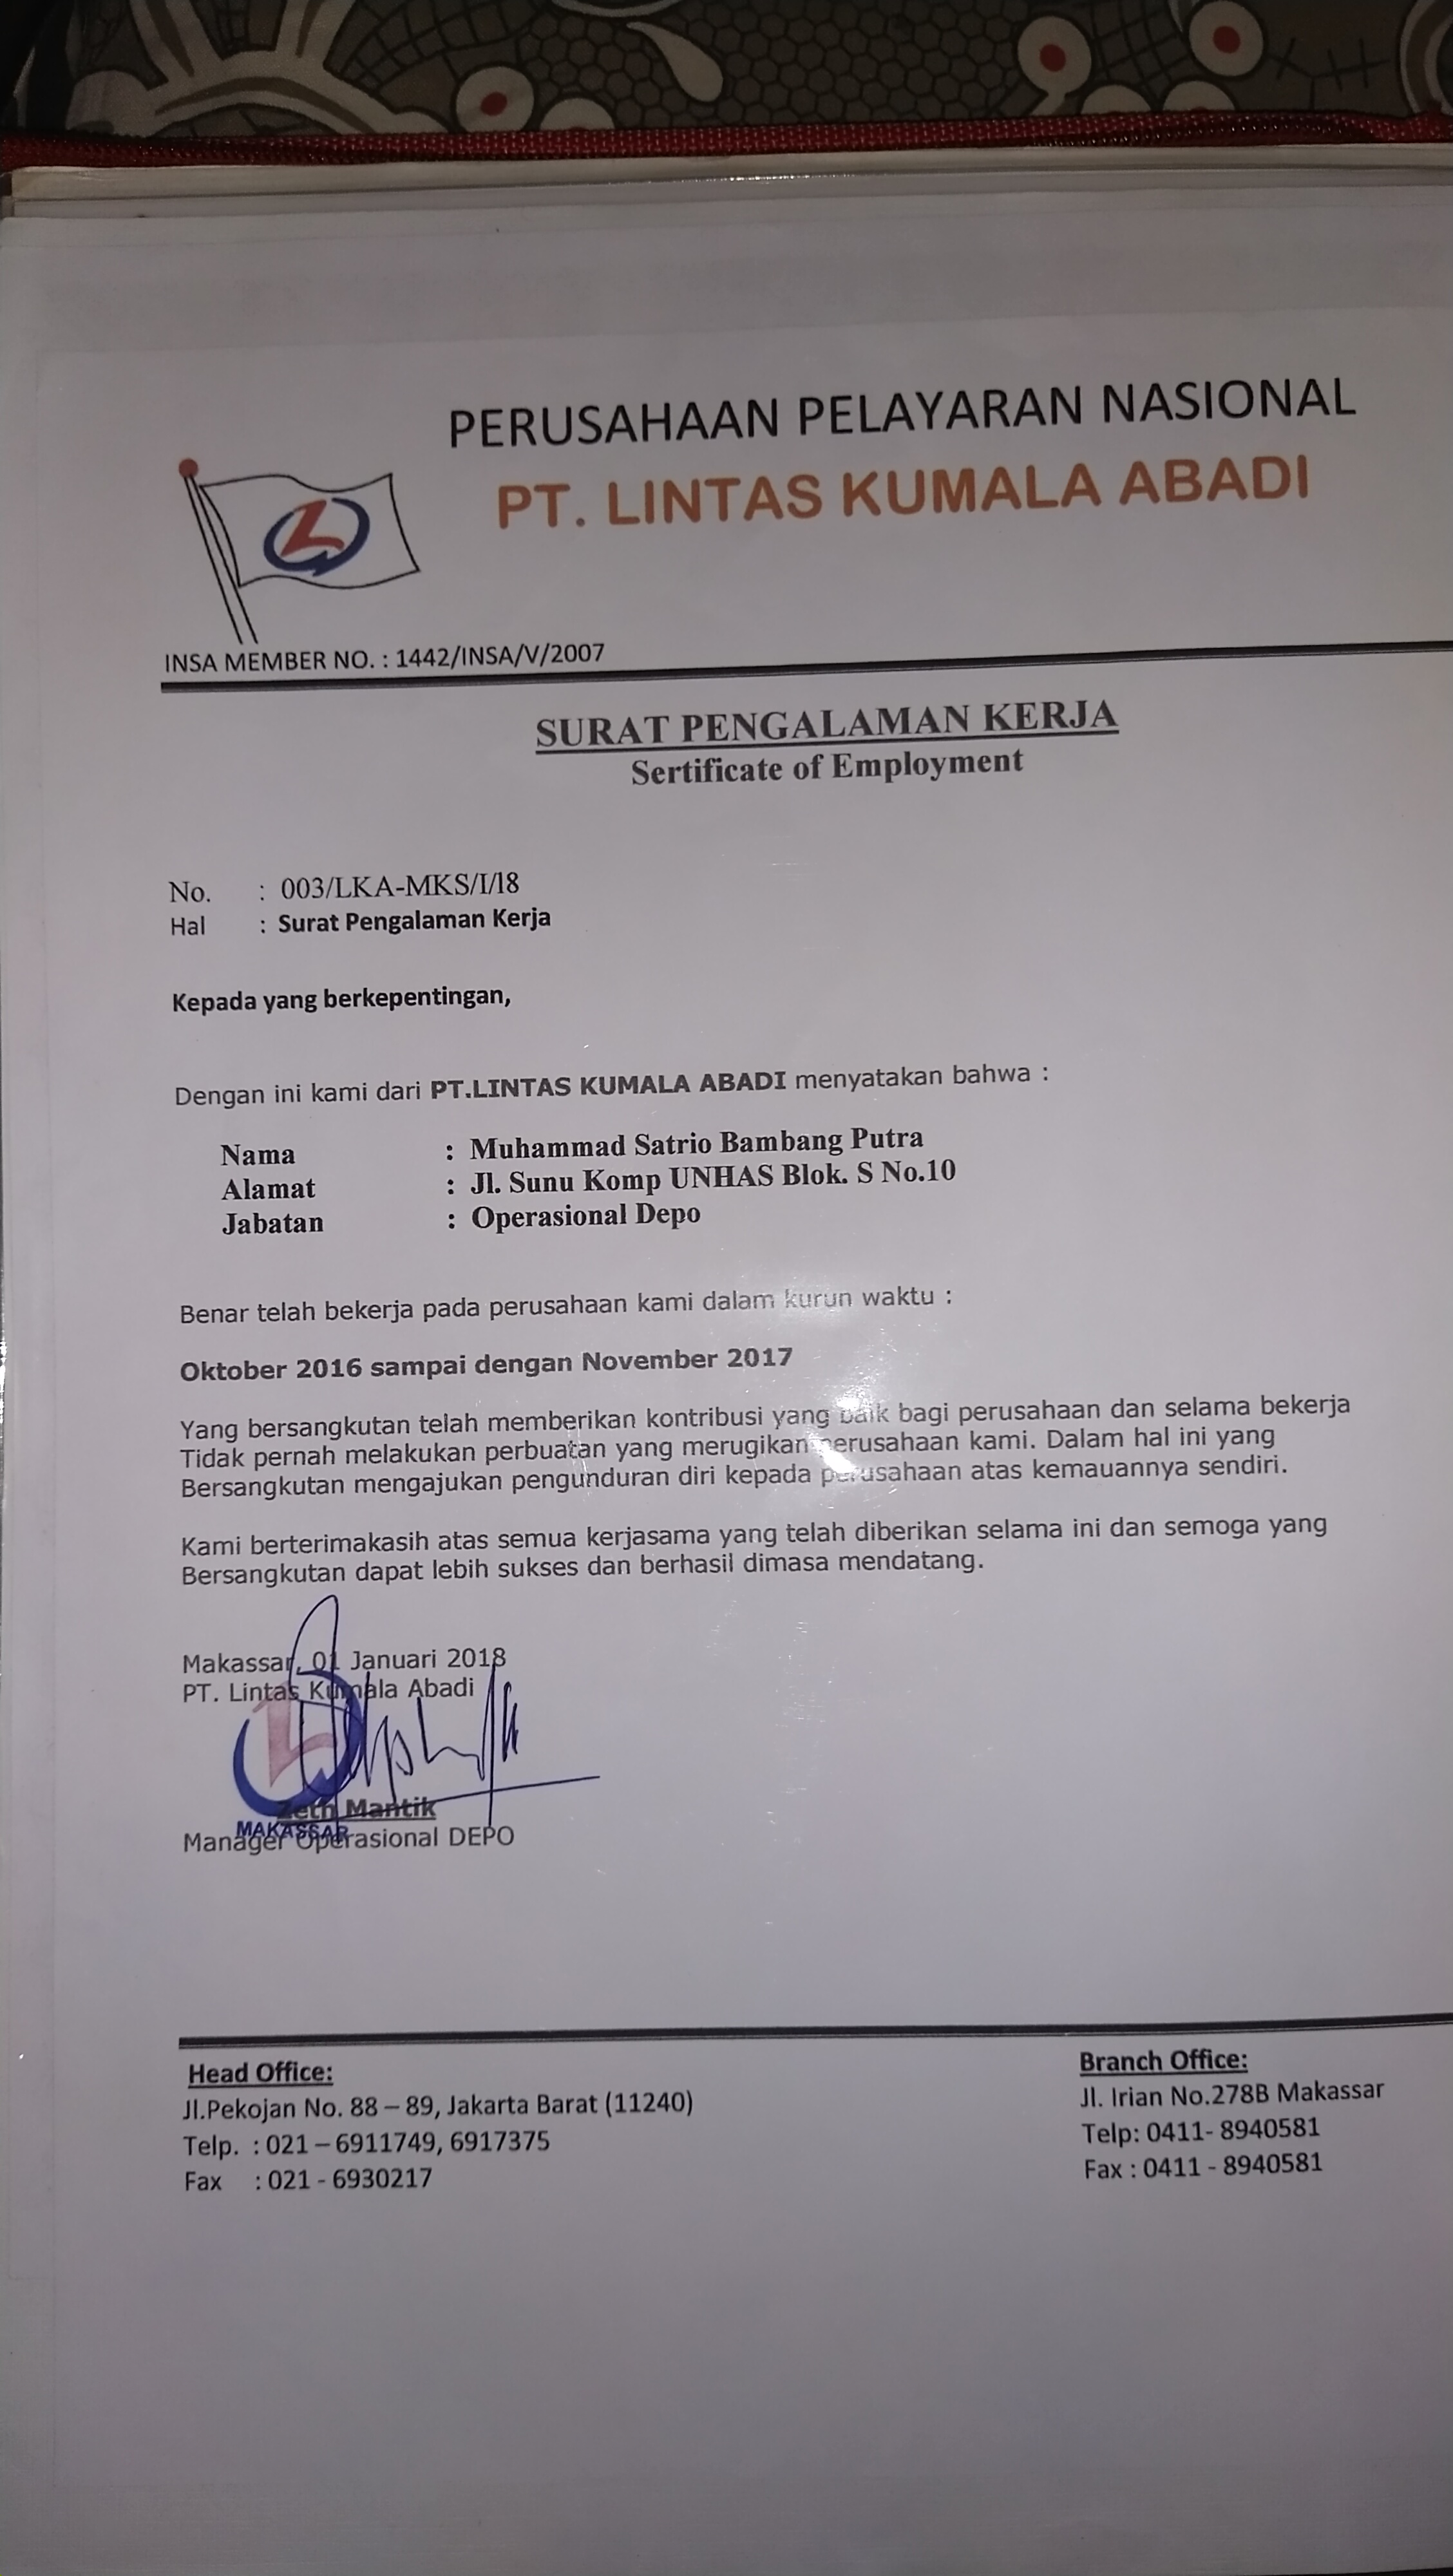 PERUSAHAAN PELAYARAN NASIONAL
PT. LINTAS KUMALA ABADI
INSA MEMBER NO. : 1442/INSA/V/2007
SURAT PENGALAMAN KERJA
Sertificate of Employment
No. : 003/LKA-MKS/I/18
Hal : Surat Pengalaman Kerja
Kepada yang berkepentingan,
Dengan ini kami dari PT.LINTAS KUMALA ABADI menyatakan bahwa :
Nama : Muhammad Satrio Bambang Putra
Alamat : Jl. Sunu Komp UNHAS Blok. S No.10
Jabatan : Operasional Depo
Benar telah bekerja pada perusahaan kami dalam kurun waktu :
Oktober 2016 sampai dengan November 2017
Yang bersangkutan telah memberikan kontribusi yang baik bagi perusahaan dan selama bekerja
Tidak pernah melakukan perbuatan yang merugikan perusahaan kami. Dalam hal ini yang
Bersangkutan mengajukan pengunduran diri kepada perusahaan atas kemauannya sendiri.
Kami berterimakasih atas semua kerjasama yang telah diberikan selama ini dan semoga yang
Bersangkutan dapat lebih sukses dan berhasil dimasa mendatang.
Makassar, 01 Januari 2018
PT. Lintas Kumala Abadi
Zeth Mantik
MAKASSAR
Manager Operasional DEPO
Head Office:
Jl.Pekojan No. 88 – 89, Jakarta Barat (11240)
Telp. : 021 – 6911749, 6917375
Fax : 021 - 6930217
Branch Office:
Jl. Irian No.278B Makassar
Telp: 0411- 8940581
Fax : 0411 - 8940581